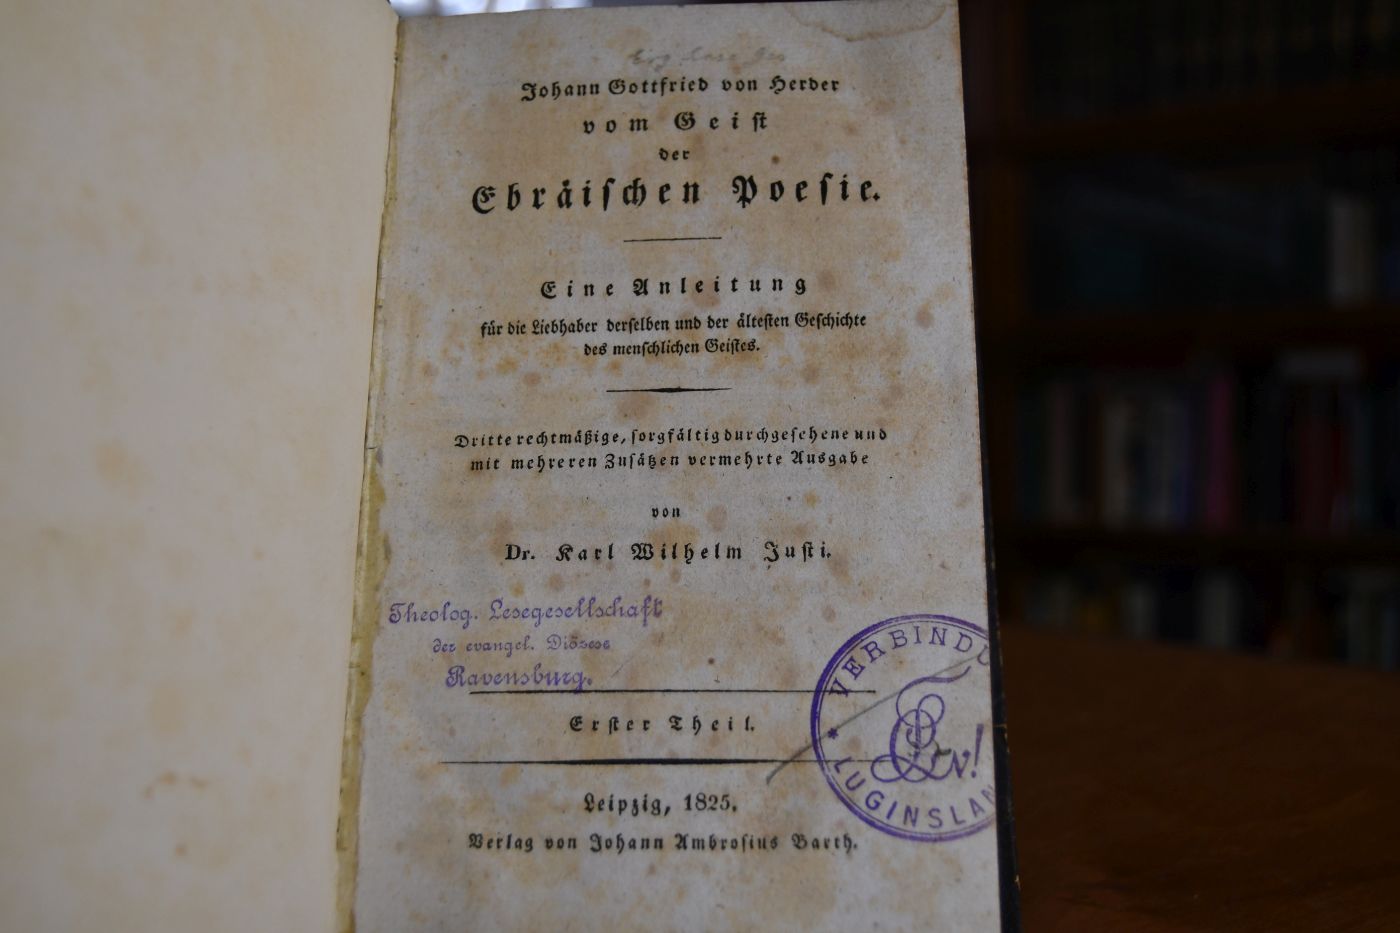 Johann Gottfried von Herder
vom Geist
der
Ebräischen Poesie.
Eine Anleitung
für die Liebhaber derselben und der ältesten Geschichte
des menschlichen Geistes.
Dritte rechtmäßige, sorgfältig durchgesehene und
mit mehreren Zusätzen vermehrte Ausgabe
von
Dr. Karl Wilhelm Justi.
Theolog. Lesegesellschaft
der evangel. Diözese
Ravensburg.
Erster Theil.
VERBINDU
* LUGINSLAN
Leipzig, 1825.
Verlag von Johann Ambrosius Barth.